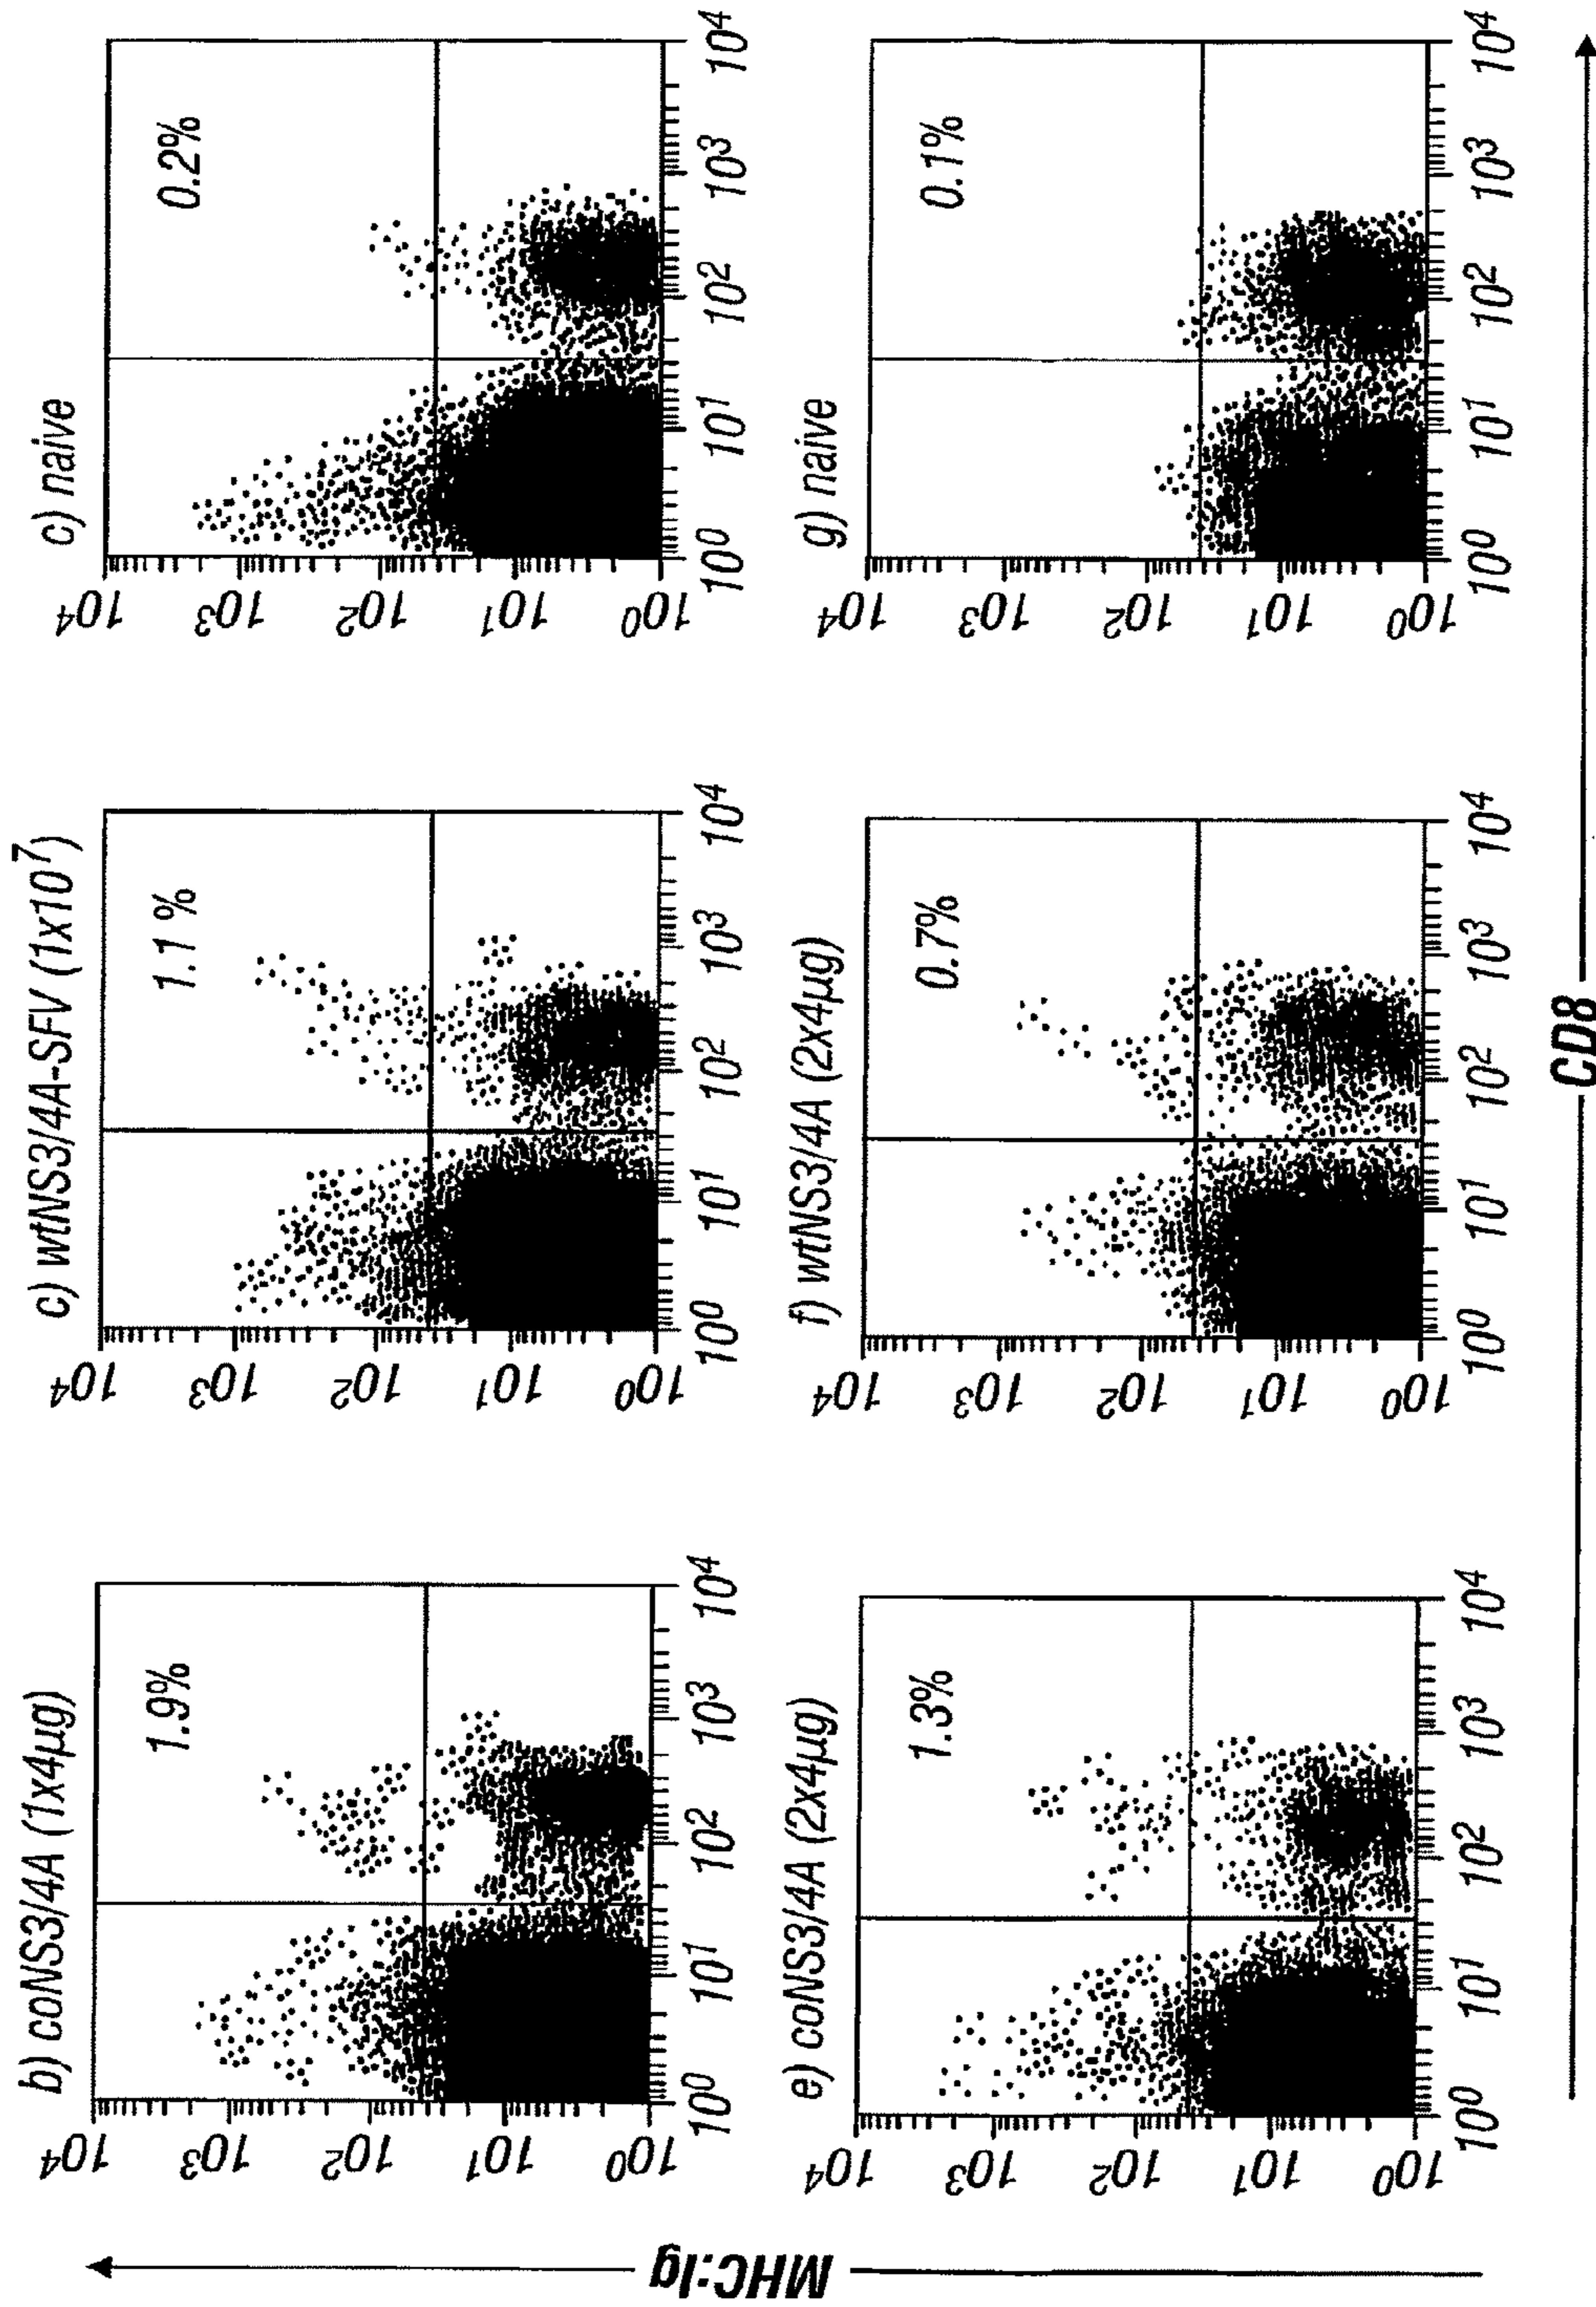 b) coNS3/4A (1x4µg)
1.9%
10⁴
10³
10²
10¹
10⁰
10⁰ 10¹ 10² 10³ 10⁴
c) wtNS3/4A-SFV (1x10⁷)
1.1 %
10⁴
10³
10²
10¹
10⁰
10⁰ 10¹ 10² 10³ 10⁴
c) naive
0.2%
10⁴
10³
10²
10¹
10⁰
10⁰ 10¹ 10² 10³ 10⁴
e) coNS3/4A (2x4µg)
1.3%
10⁴
10³
10²
10¹
10⁰
10⁰ 10¹ 10² 10³ 10⁴
f) wtNS3/4A (2x4µg)
0.7%
10⁴
10³
10²
10¹
10⁰
10⁰ 10¹ 10² 10³ 10⁴
g) naive
0.1%
10⁴
10³
10²
10¹
10⁰
10⁰ 10¹ 10² 10³ 10⁴
MHC:Ig
CD8